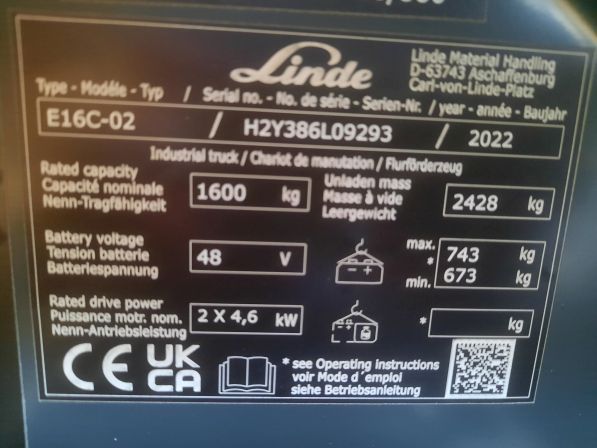 Linde
Linde Material Handling
D-63743 Aschaffenburg
Carl-von-Linde-Platz
Type - Modéle - Typ / Serial no. - No. de série - Serien-Nr. / year - année - Baujahr
E16C-02 / H2Y386L09293 / 2022
Industrial truck / Chariot de manutation / Flurförderzeug
Rated capacity
Capacité nominale
Nenn-Tragfähigkeit
1600 kg
Unladen mass
Masse à vide
Leergewicht
2428 kg
Battery voltage
Tension batterie
Batteriespannung
48 V
max. 743 kg
*
min. 673 kg
Rated drive power
Puissance motr. nom.
Nenn-Antriebsleistung
2 X 4,6 kW
* kg
CE UK
CA
* see Operating instructions
voir Mode d´emploi
siehe Betriebsanleitung